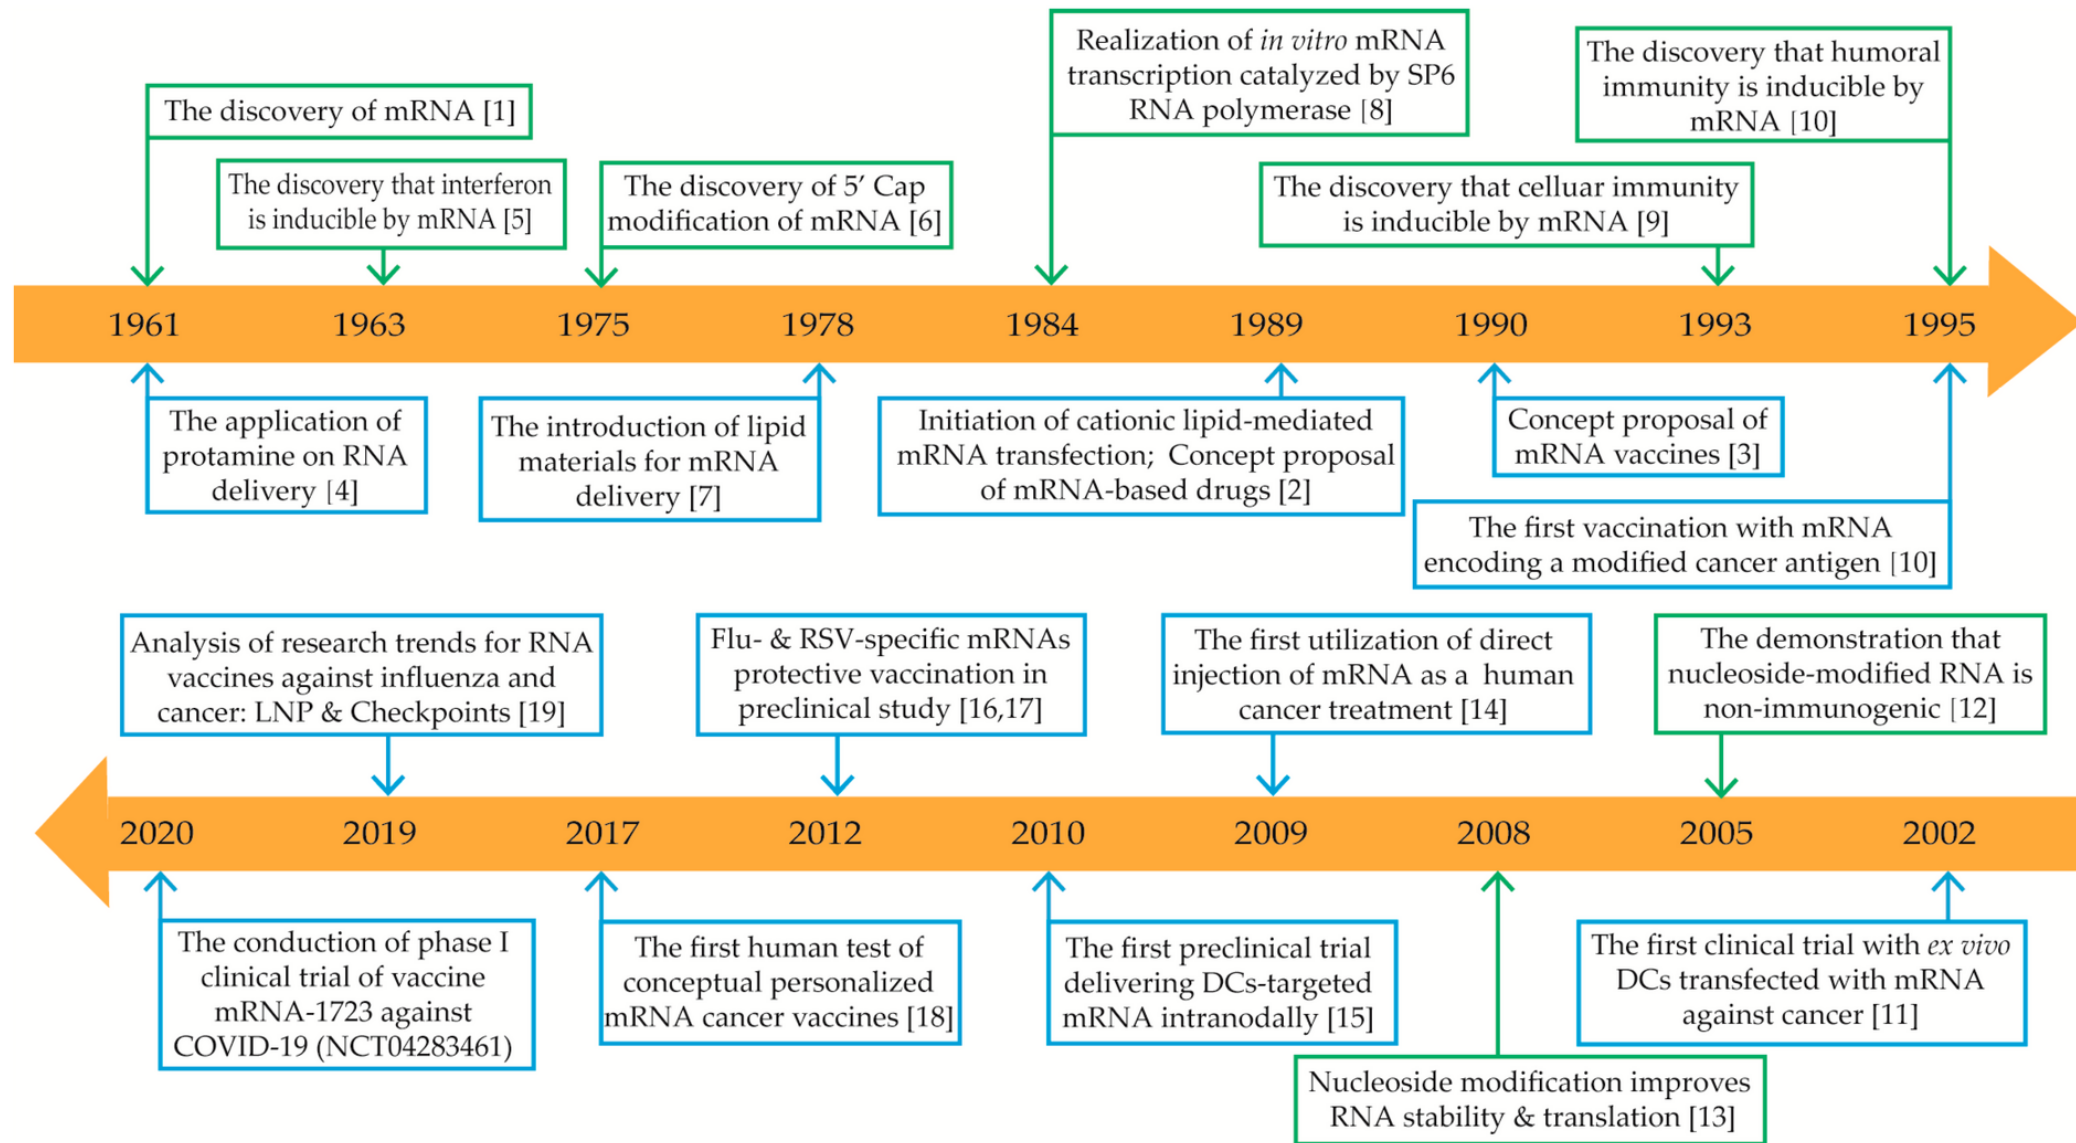 The discovery of mRNA [1]
The discovery that interferon
is inducible by mRNA [5]
The discovery of 5′ Cap
modification of mRNA [6]
Realization of in vitro mRNA
transcription catalyzed by SP6
RNA polymerase [8]
The discovery that celluar immunity
is inducible by mRNA [9]
The discovery that humoral
immunity is inducible by
mRNA [10]
1961 1963 1975 1978 1984 1989 1990 1993 1995
The application of
protamine on RNA
delivery [4]
The introduction of lipid
materials for mRNA
delivery [7]
Initiation of cationic lipid-mediated
mRNA transfection; Concept proposal
of mRNA-based drugs [2]
Concept proposal of
mRNA vaccines [3]
The first vaccination with mRNA
encoding a modified cancer antigen [10]
Analysis of research trends for RNA
vaccines against influenza and
cancer: LNP & Checkpoints [19]
Flu- & RSV-specific mRNAs
protective vaccination in
preclinical study [16,17]
The first utilization of direct
injection of mRNA as a human
cancer treatment [14]
The demonstration that
nucleoside-modified RNA is
non-immunogenic [12]
2020 2019 2017 2012 2010 2009 2008 2005 2002
The conduction of phase I
clinical trial of vaccine
mRNA-1723 against
COVID-19 (NCT04283461)
The first human test of
conceptual personalized
mRNA cancer vaccines [18]
The first preclinical trial
delivering DCs-targeted
mRNA intranodally [15]
Nucleoside modification improves
RNA stability & translation [13]
The first clinical trial with ex vivo
DCs transfected with mRNA
against cancer [11]